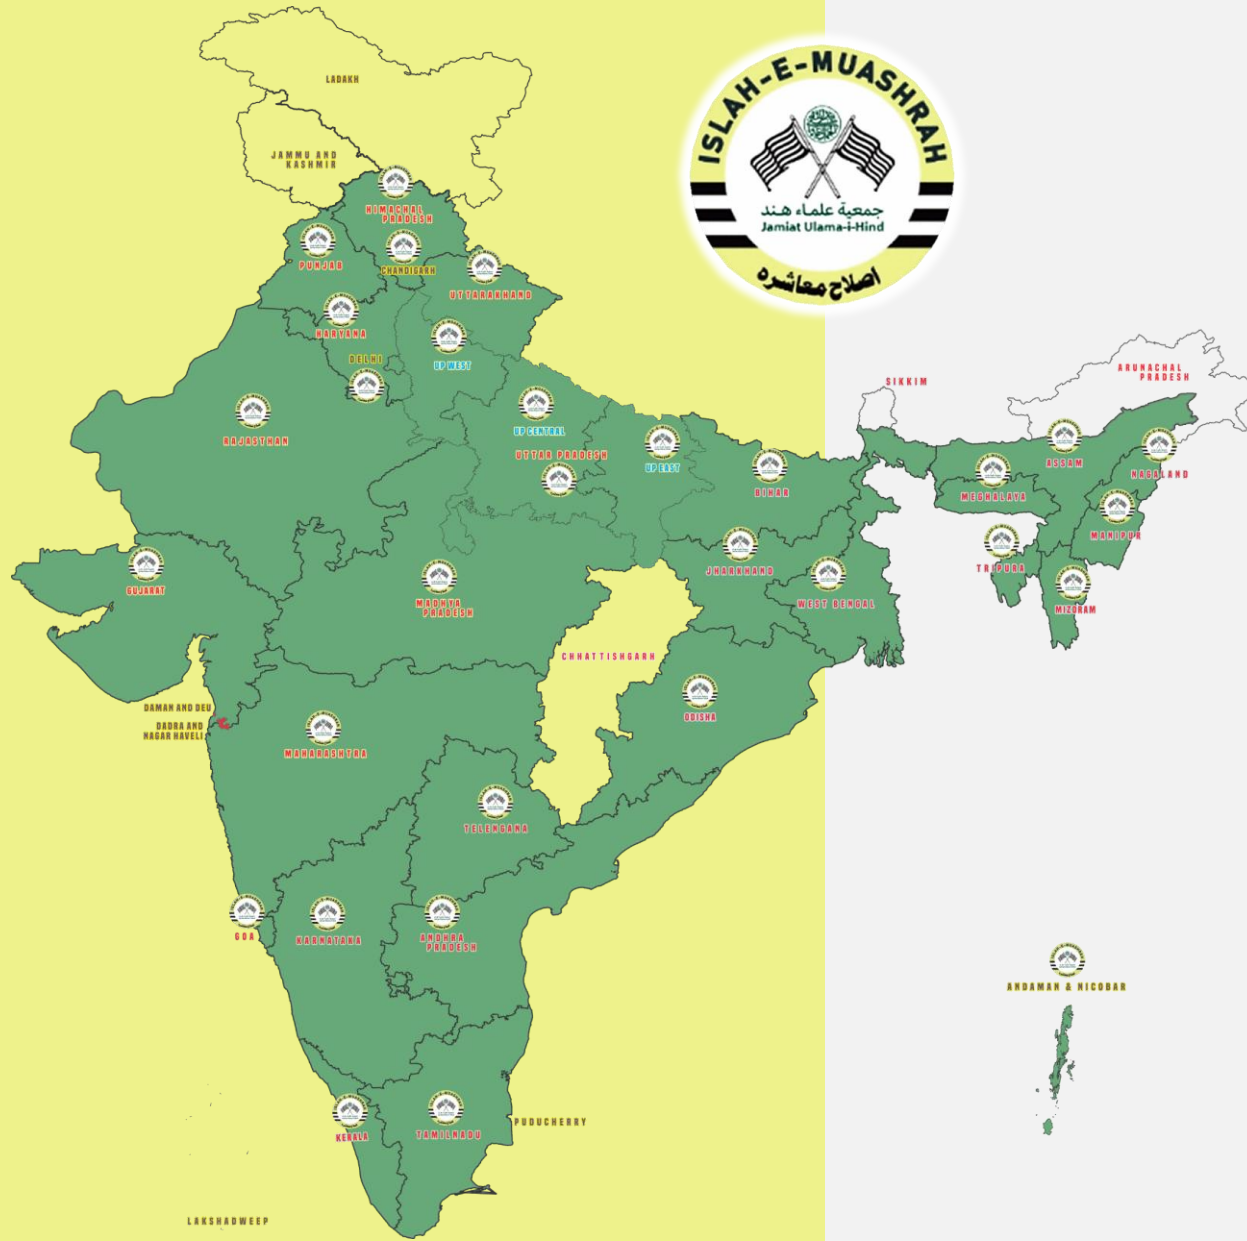 LADAKH
ISLAH-E-MUASHRAH
جمعية علماء هند
Jamiat Ulama-i-Hind
اصلاح معاشره
JAMMU AND
KASHMIR
HIMACHAL
PRADESH
PUNJAB
CHANDIGARH
UTTARAKHAND
HARYANA
DELHI
UP WEST
RAJASTHAN
UP CENTRAL
UTTAR PRADESH
UP EAST
BIHAR
SIKKIM
ARUNACHAL
PRADESH
ASSAM
NAGALAND
MEGHALAYA
MANIPUR
TRIPURA
MIZORAM
JHARKHAND
WEST BENGAL
GUJARAT
MADHYA
PRADESH
CHHATTISHGARH
DAMAN AND DEU
DADRA AND
NAGAR HAVELI
MAHARASHTRA
ODISHA
TELENGANA
GOA
KARNATAKA
ANDHRA
PRADESH
ANDAMAN & NICOBAR
KERALA
TAMILNADU
PUDUCHERRY
LAKSHADWEEP